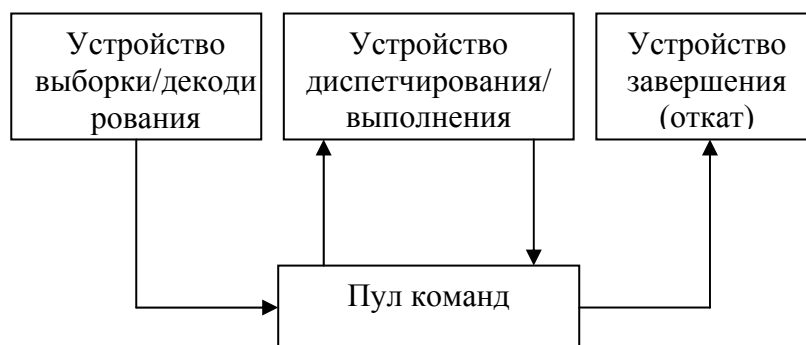 Устройство
выборки/декоди
рования
Устройство
диспетчирования/
выполнения
Устройство
завершения
(откат)
Пул команд